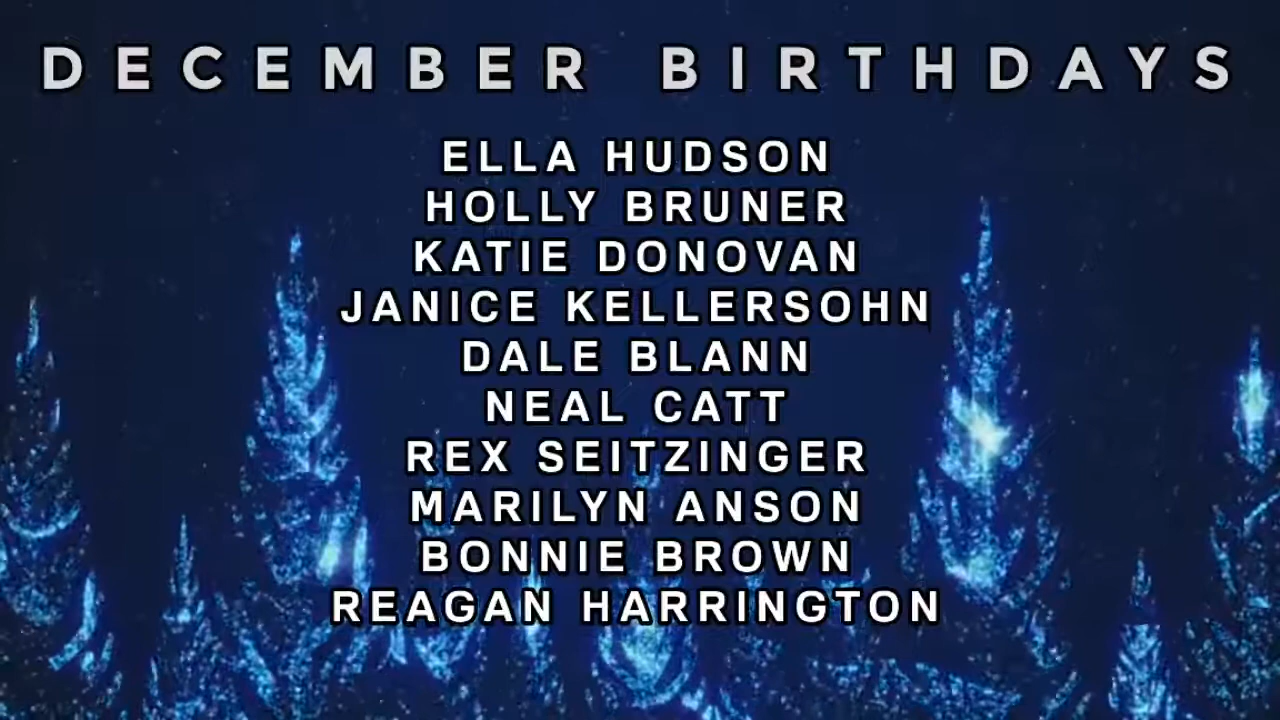 DECEMBER BIRTHDAYS
ELLA HUDSON
HOLLY BRUNER
KATIE DONOVAN
JANICE KELLERSOHN
DALE BLANN
NEAL CATT
REX SEITZINGER
MARILYN ANSON
BONNIE BROWN
REAGAN HARRINGTON